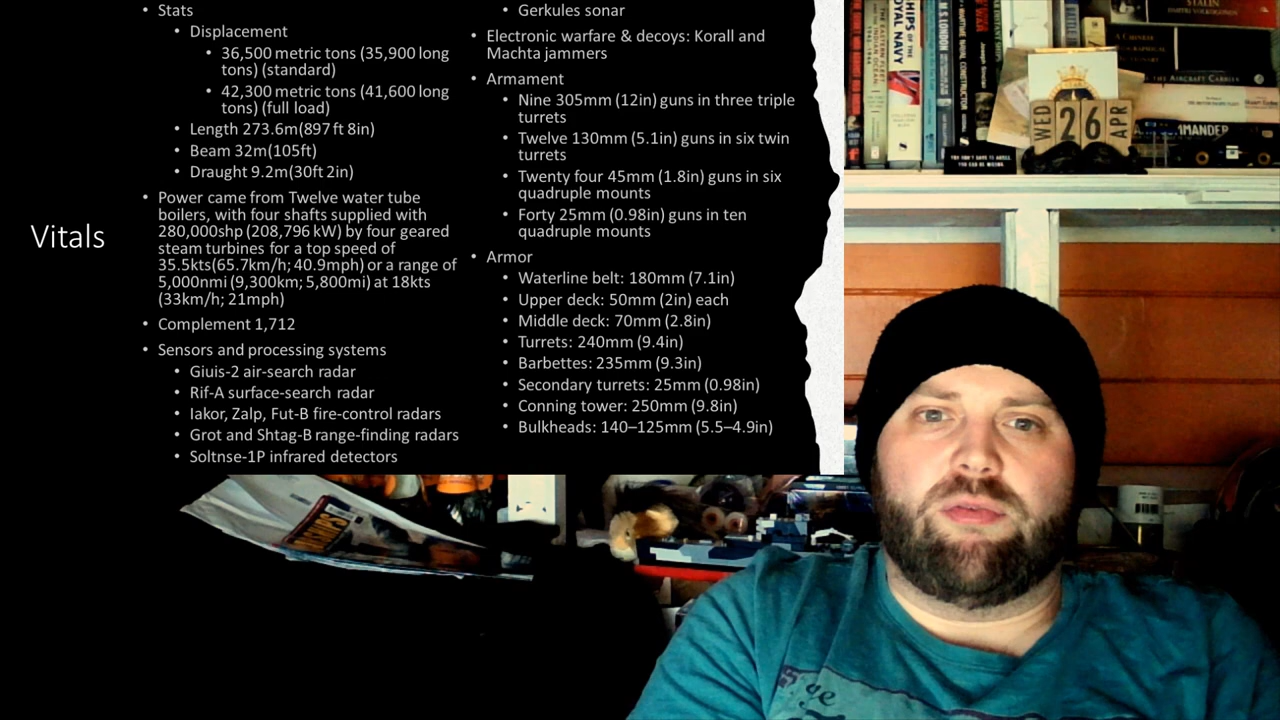 Vitals
• Stats
• Displacement
• 36,500 metric tons (35,900 long
tons) (standard)
• 42,300 metric tons (41,600 long
tons) (full load)
• Length 273.6m(897ft 8in)
• Beam 32m(105ft)
• Draught 9.2m(30ft 2in)
• Power came from Twelve water tube
boilers, with four shafts supplied with
280,000shp (208,796 kW) by four geared
steam turbines for a top speed of
35.5kts(65.7km/h; 40.9mph) or a range of
5,000nmi (9,300km; 5,800mi) at 18kts
(33km/h; 21mph)
• Complement 1,712
• Sensors and processing systems
• Giuis-2 air-search radar
• Rif-A surface-search radar
• Iakor, Zalp, Fut-B fire-control radars
• Grot and Shtag-B range-finding radars
• Soltnse-1P infrared detectors
• Gerkules sonar
• Electronic warfare & decoys: Korall and
Machta jammers
• Armament
• Nine 305mm (12in) guns in three triple
turrets
• Twelve 130mm (5.1in) guns in six twin
turrets
• Twenty four 45mm (1.8in) guns in six
quadruple mounts
• Forty 25mm (0.98in) guns in ten
quadruple mounts
• Armor
• Waterline belt: 180mm (7.1in)
• Upper deck: 50mm (2in) each
• Middle deck: 70mm (2.8in)
• Turrets: 240mm (9.4in)
• Barbettes: 235mm (9.3in)
• Secondary turrets: 25mm (0.98in)
• Conning tower: 250mm (9.8in)
• Bulkheads: 140–125mm (5.5–4.9in)
ROYAL NAVY
STALIN
THE AIRCRAFT CARRIER
WED 26 APR